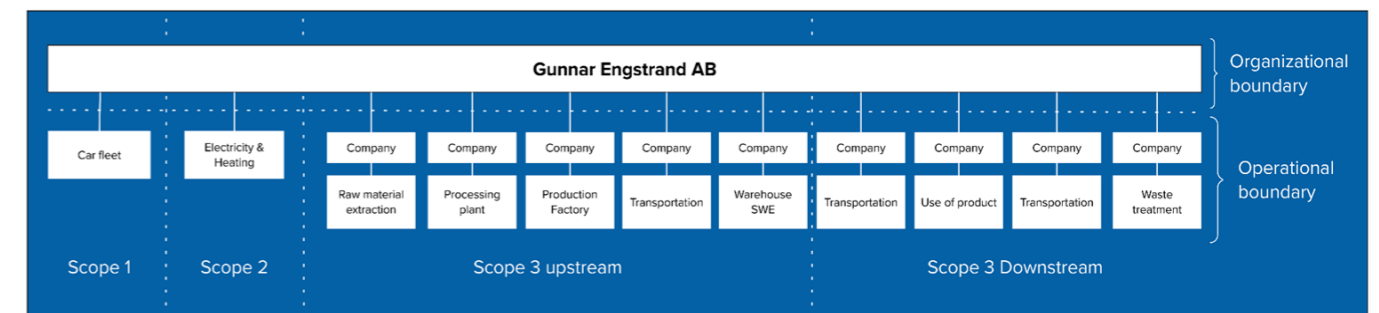 Gunnar Engstrand AB
Organizational
boundary
Car fleet
Electricity &
Heating
Company
Company
Company
Company
Company
Company
Company
Company
Company
Raw material
extraction
Processing
plant
Production
Factory
Transportation
Warehouse
SWE
Transportation
Use of product
Transportation
Waste
treatment
Operational
boundary
Scope 1
Scope 2
Scope 3 upstream
Scope 3 Downstream